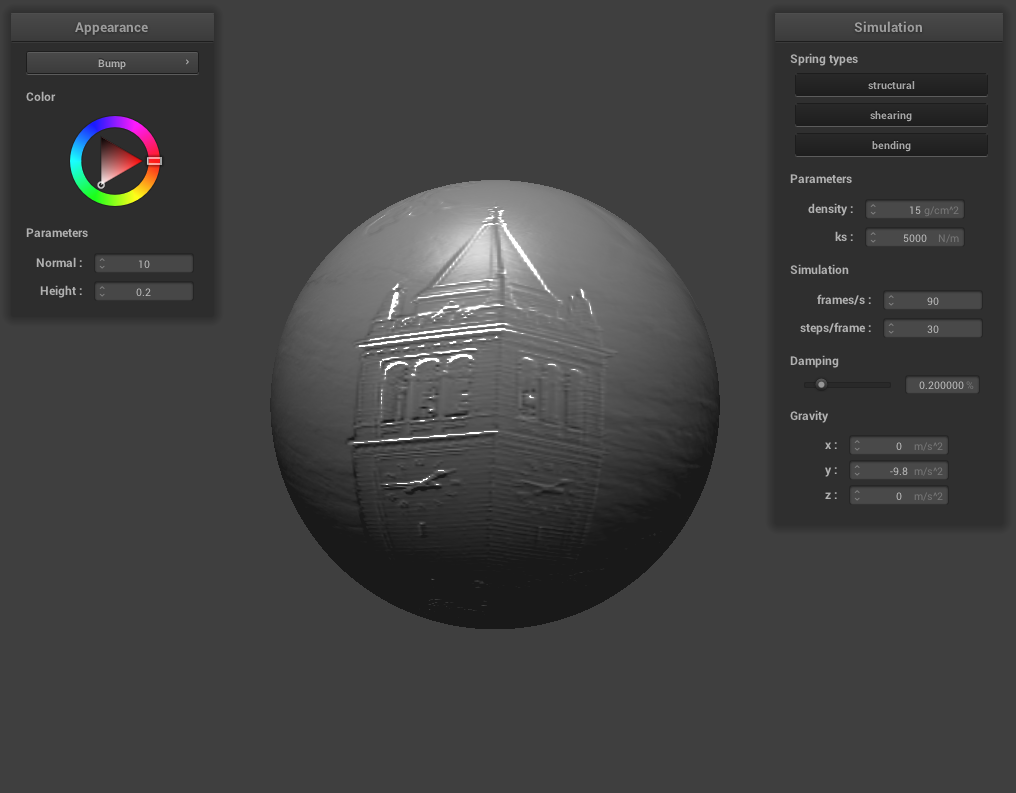 Appearance
Bump
Color
Parameters
Normal : 10
Height : 0.2
Simulation
Spring types
structural
shearing
bending
Parameters
density : 15 g/cm^2
ks : 5000 N/m
Simulation
frames/s : 90
steps/frame : 30
Damping
0.200000 %
Gravity
x : 0 m/s^2
y : -9.8 m/s^2
z : 0 m/s^2